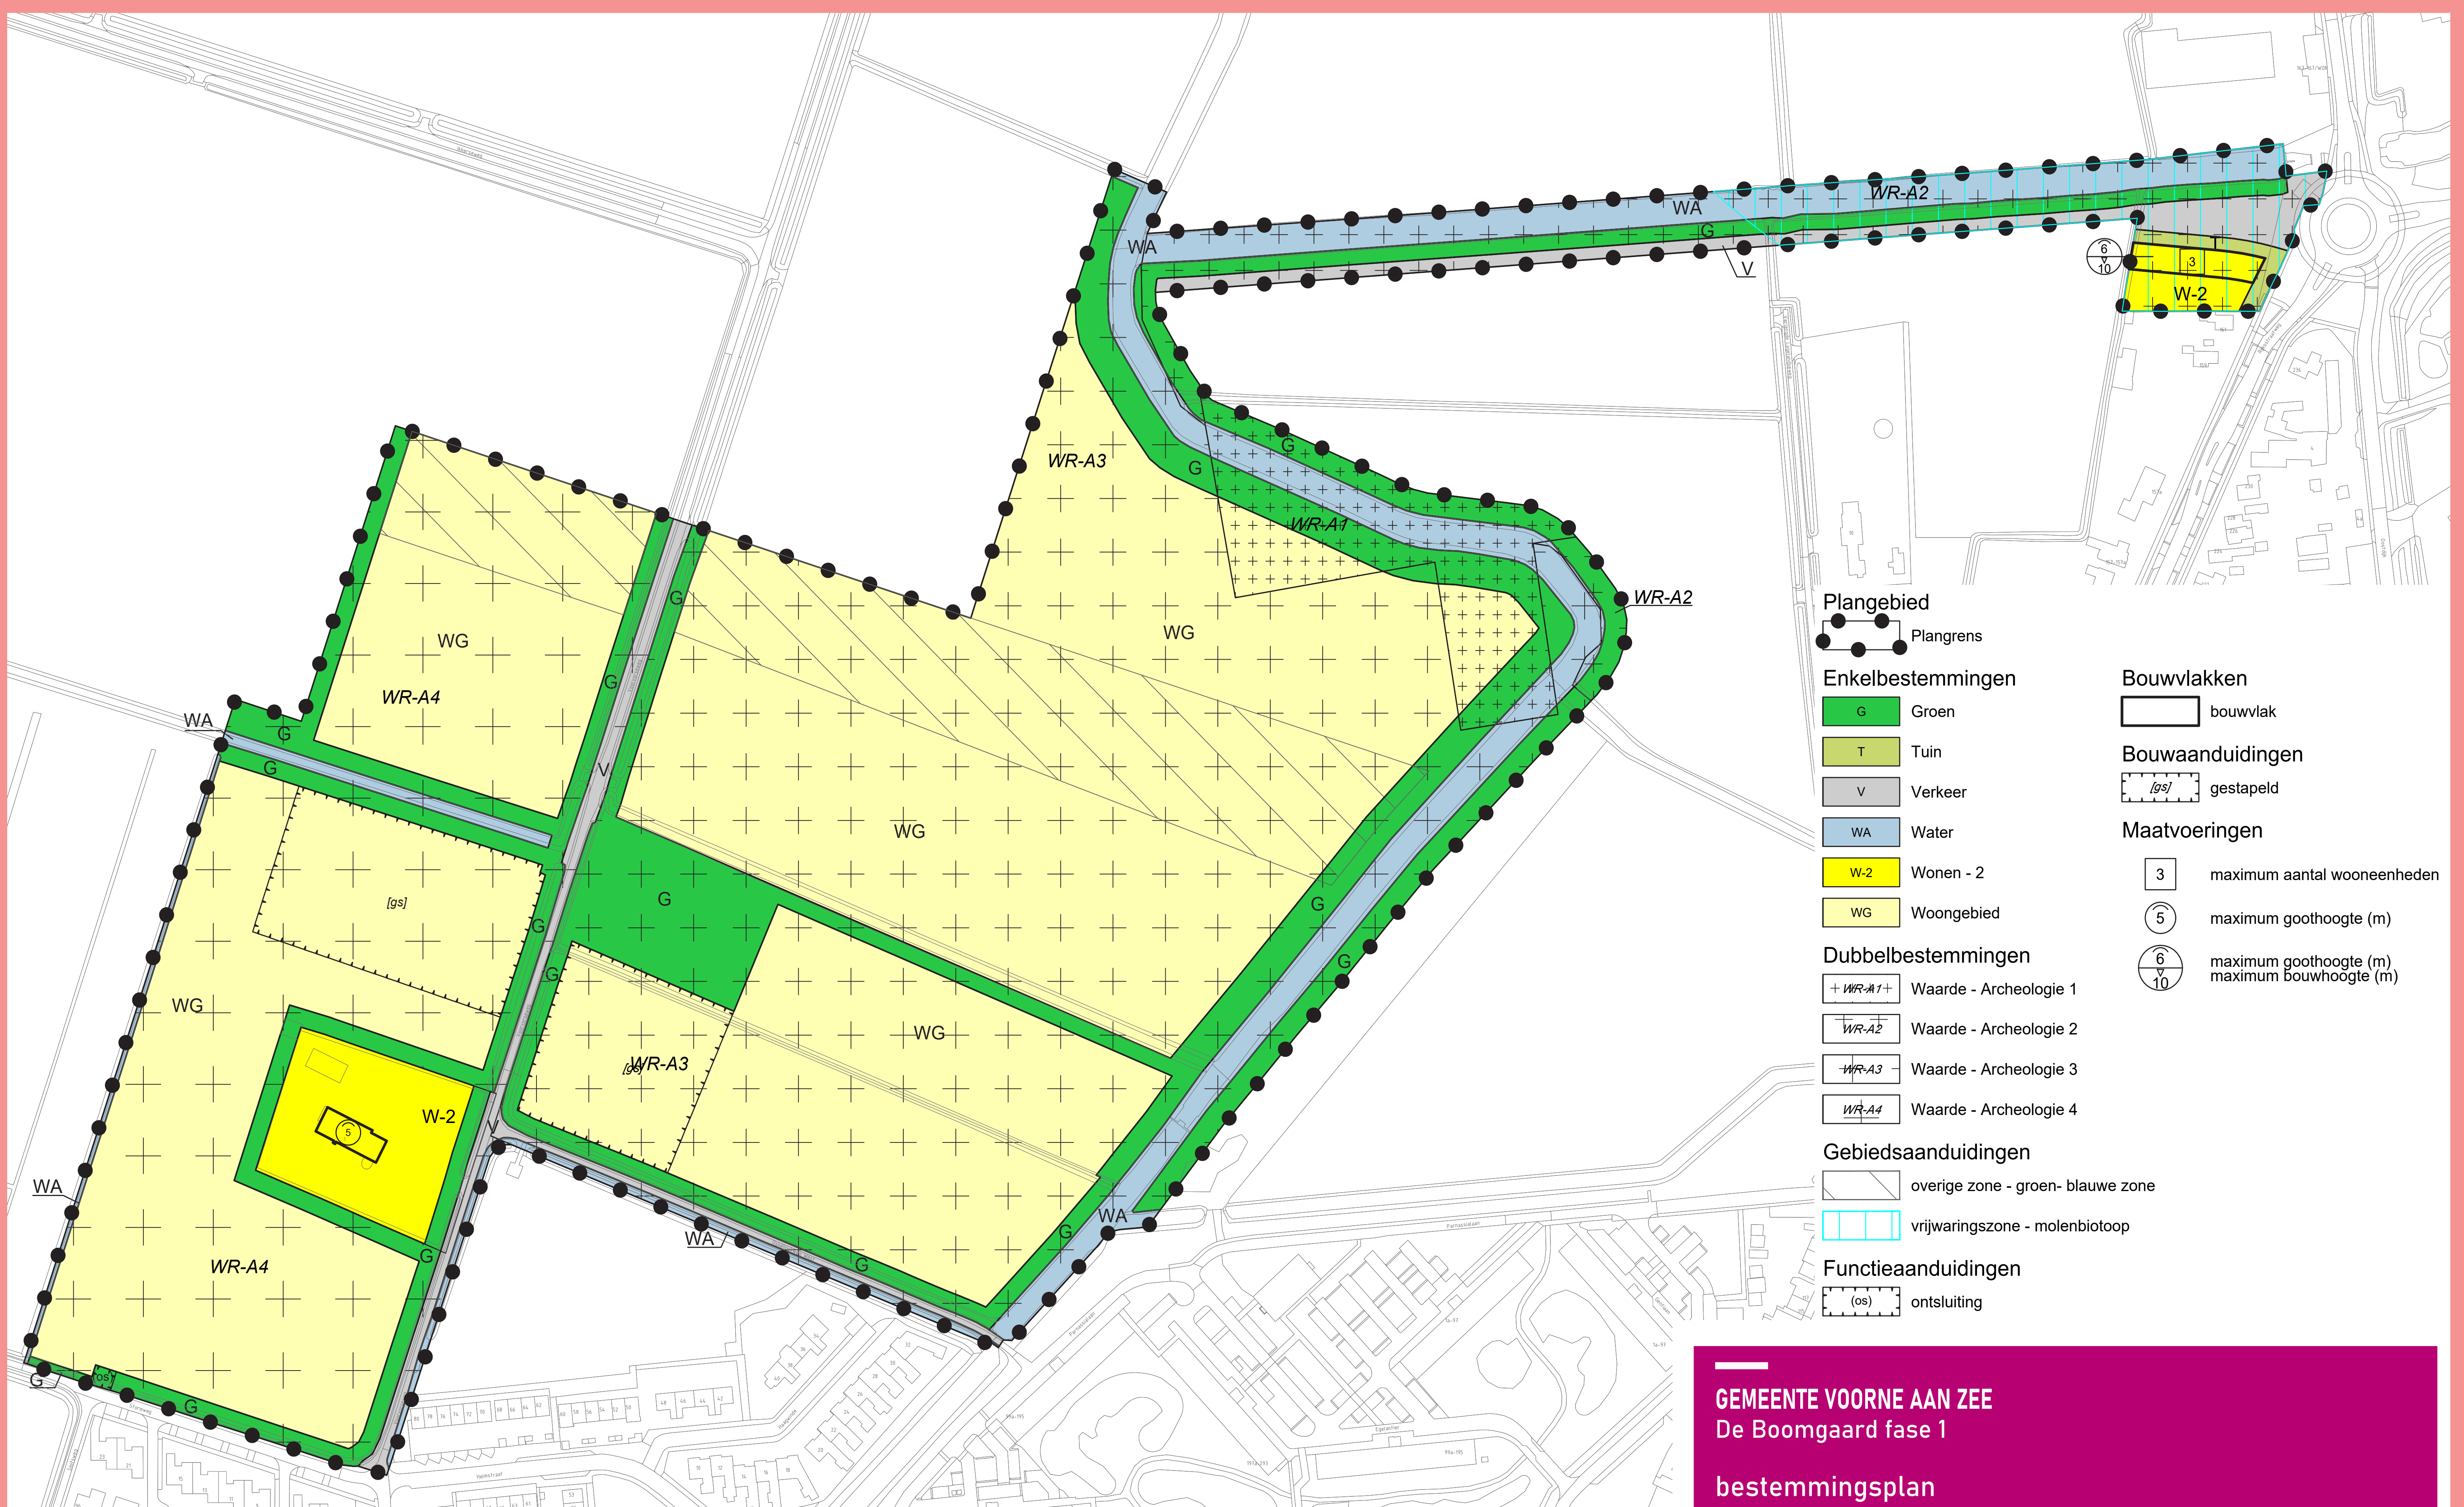 WR-A2
WA
WA
G
V
6
10
3
T
W-2
WR-A3
G
G
WR-A1
WR-A2
WG
WG
G
G
WR-A4
WA
G
G
V
WG
[gs]
G
G
G
G
G
WG
WG
WR-A3
[gs]
W-2
5
V
WA
WA
WA
G
G
G
WR-A4
G
(os)
G
Plangebied
Plangrens
Enkelbestemmingen
G Groen
T Tuin
V Verkeer
WA Water
W-2 Wonen - 2
WG Woongebied
Dubbelbestemmingen
WR-A1 Waarde - Archeologie 1
WR-A2 Waarde - Archeologie 2
WR-A3 Waarde - Archeologie 3
WR-A4 Waarde - Archeologie 4
Gebiedsaanduidingen
overige zone - groen- blauwe zone
vrijwaringszone - molenbiotoop
Functieaanduidingen
(os) ontsluiting
Bouwvlakken
bouwvlak
Bouwaanduidingen
[gs] gestapeld
Maatvoeringen
3 maximum aantal wooneenheden
5 maximum goothoogte (m)
6 maximum goothoogte (m)
10 maximum bouwhoogte (m)
Parnassialaan
Parnassialaan
Egelantier
Helmstraat
GEMEENTE VOORNE AAN ZEE
De Boomgaard fase 1
bestemmingsplan